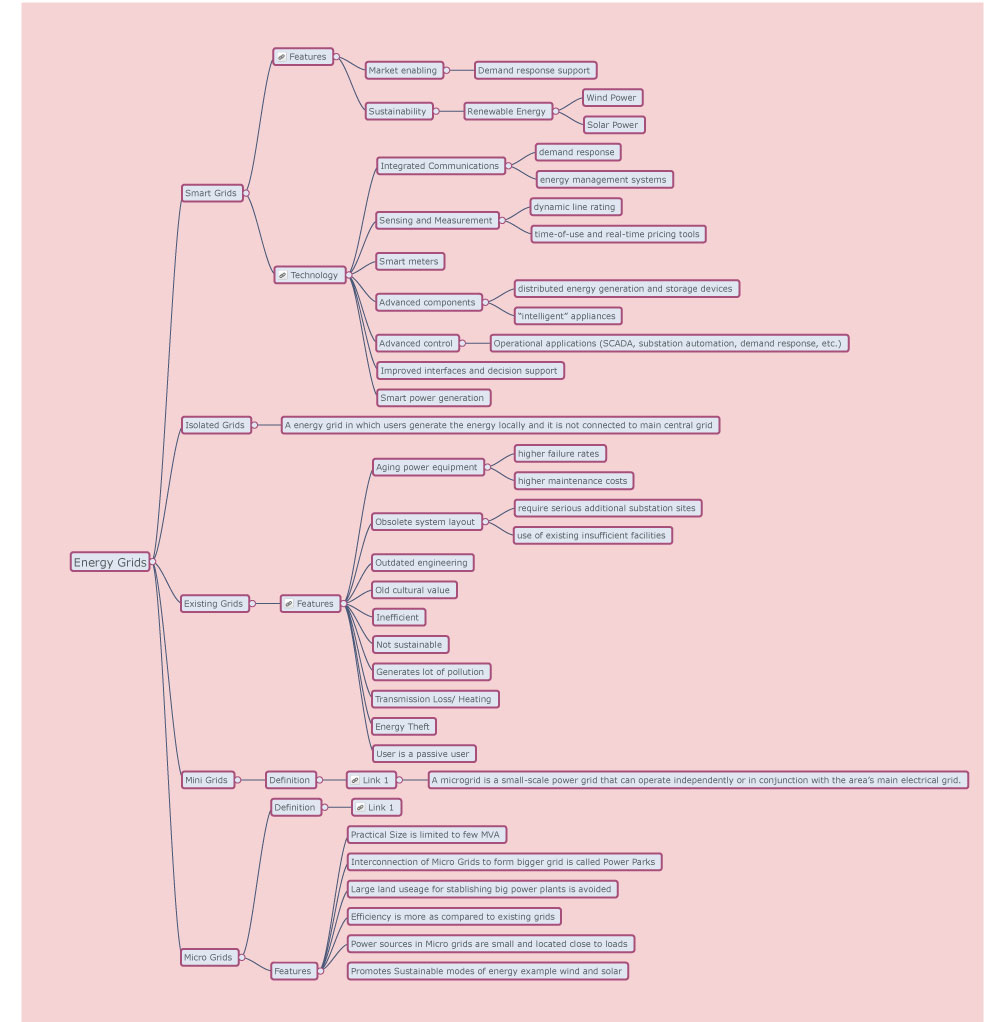 Features
Market enabling
Demand response support
Sustainability
Renewable Energy
Wind Power
Solar Power
Smart Grids
Integrated Communications
demand response
energy management systems
Sensing and Measurement
dynamic line rating
time-of-use and real-time pricing tools
Technology
Smart meters
Advanced components
distributed energy generation and storage devices
“intelligent” appliances
Advanced control
Operational applications (SCADA, substation automation, demand response, etc.)
Improved interfaces and decision support
Smart power generation
Isolated Grids
A energy grid in which users generate the energy locally and it is not connected to main central grid
Energy Grids
Existing Grids
Features
Aging power equipment
higher failure rates
higher maintenance costs
Obsolete system layout
require serious additional substation sites
use of existing insufficient facilities
Outdated engineering
Old cultural value
Inefficient
Not sustainable
Generates lot of pollution
Transmission Loss/ Heating
Energy Theft
User is a passive user
Mini Grids
Definition
Link 1
A microgrid is a small-scale power grid that can operate independently or in conjunction with the area’s main electrical grid.
Micro Grids
Definition
Link 1
Features
Practical Size is limited to few MVA
Interconnection of Micro Grids to form bigger grid is called Power Parks
Large land useage for stablishing big power plants is avoided
Efficiency is more as compared to existing grids
Power sources in Micro grids are small and located close to loads
Promotes Sustainable modes of energy example wind and solar